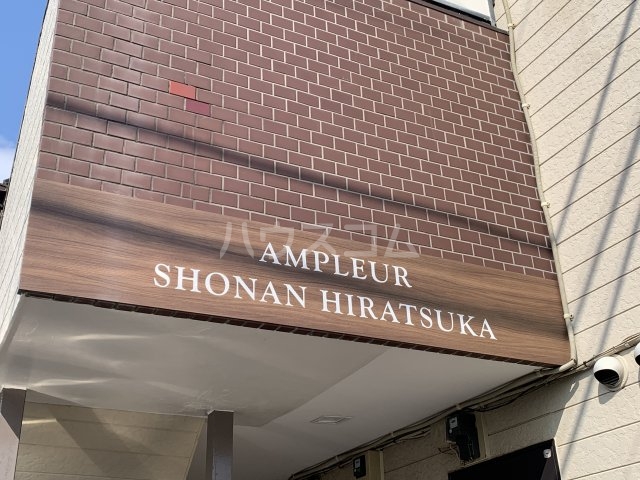 ハウスコム
AMPLEUR
SHONAN HIRATSUKA